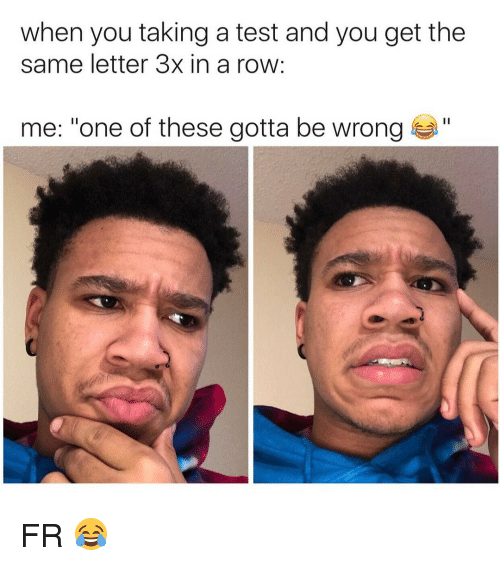 when you taking a test and you get the
same letter 3x in a row:
me: "one of these gotta be wrong 😂"
FR 😂